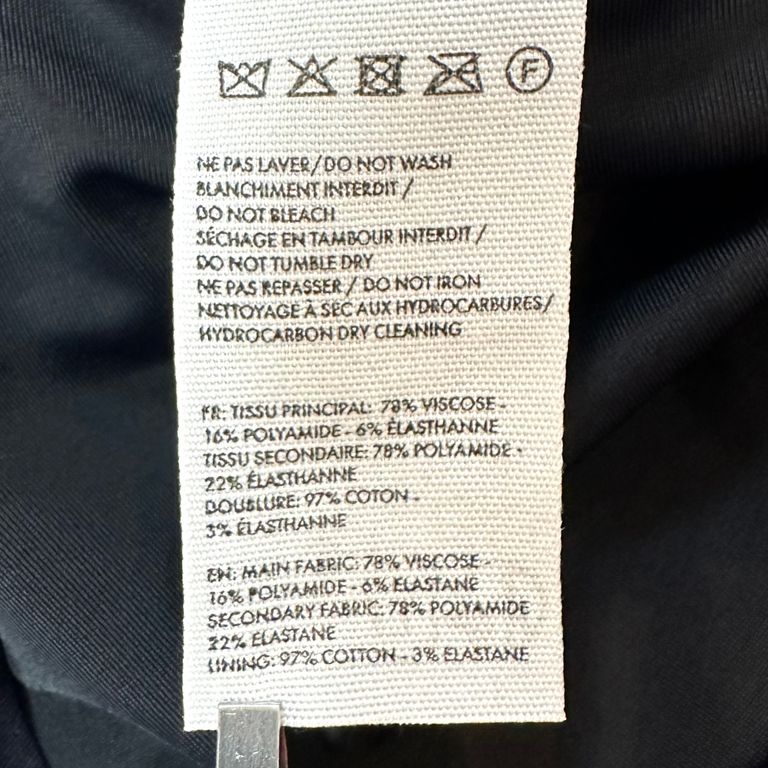 F
NE PAS LAVER/DO NOT WASH
BLANCHIMENT INTERDIT /
DO NOT BLEACH
SÉCHAGE EN TAMBOUR INTERDIT /
DO NOT TUMBLE DRY
NE PAS REPASSER / DO NOT IRON
NETTOYAGE À SEC AUX HYDROCARBURES/
HYDROCARBON DRY CLEANING
FR: TISSU PRINCIPAL: 78% VISCOSE -
16% POLYAMIDE - 6% ÉLASTHANNE
TISSU SECONDAIRE: 78% POLYAMIDE -
22% ÉLASTHANNE
DOUBLURE: 97% COTON -
3% ÉLASTHANNE
EN: MAIN FABRIC: 78% VISCOSE -
16% POLYAMIDE - 6% ELASTANE
SECONDARY FABRIC: 78% POLYAMIDE
22% ELASTANE
LINING: 97% COTTON - 3% ELASTANE